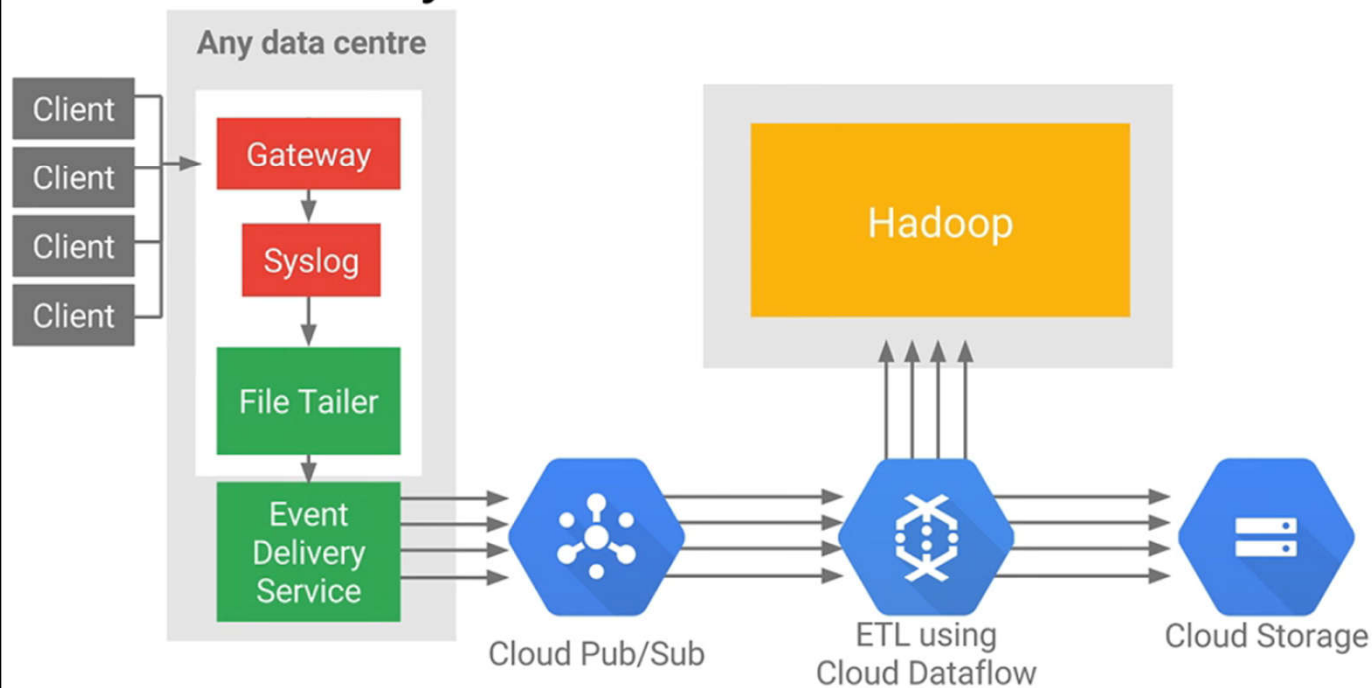 Any data centre
Client
Client
Client
Client
Gateway
Syslog
File Tailer
Event
Delivery
Service
Hadoop
Cloud Pub/Sub
ETL using
Cloud Dataflow
Cloud Storage